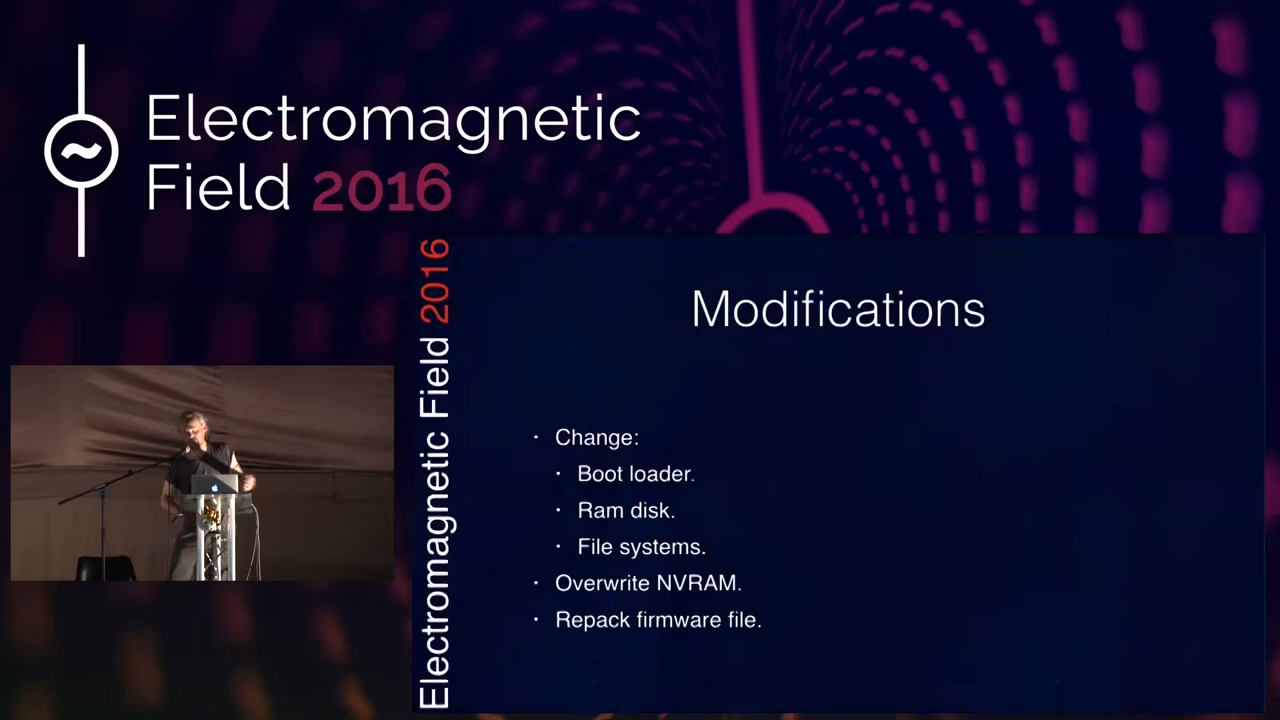 Electromagnetic
Field 2016
Electromagnetic Field 2016
Modifications
· Change:
· Boot loader.
· Ram disk.
· File systems.
· Overwrite NVRAM.
· Repack firmware file.